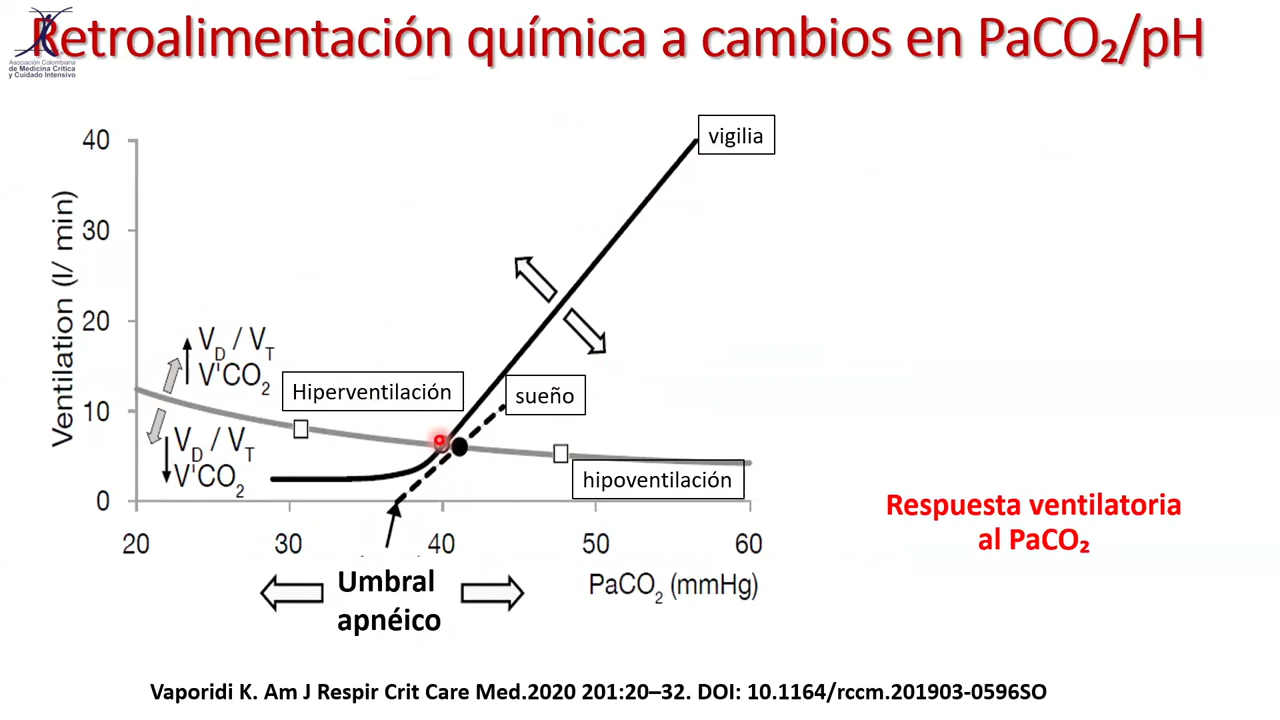 Retroalimentación química a cambios en PaCO₂/pH
Asociación Colombiana
de Medicina Crítica
y Cuidado Intensivo
vigilia
40
30
20
10
0
Ventilation (l/ min)
V_D / V_T
V'CO₂
V_D / V_T
V'CO₂
Hiperventilación
sueño
hipoventilación
20 30 40 50 60
PaCO₂ (mmHg)
Umbral
apnéico
Respuesta ventilatoria
al PaCO₂
Vaporidi K. Am J Respir Crit Care Med.2020 201:20–32. DOI: 10.1164/rccm.201903-0596SO